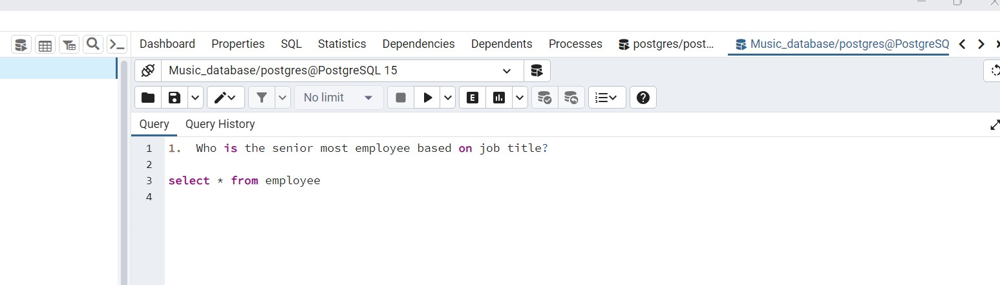 Dashboard Properties SQL Statistics Dependencies Dependents Processes postgres/post... Music_database/postgres@PostgreSQ
Music_database/postgres@PostgreSQL 15
No limit E
Query Query History
1 1. Who is the senior most employee based on job title?
2
3 select * from employee
4